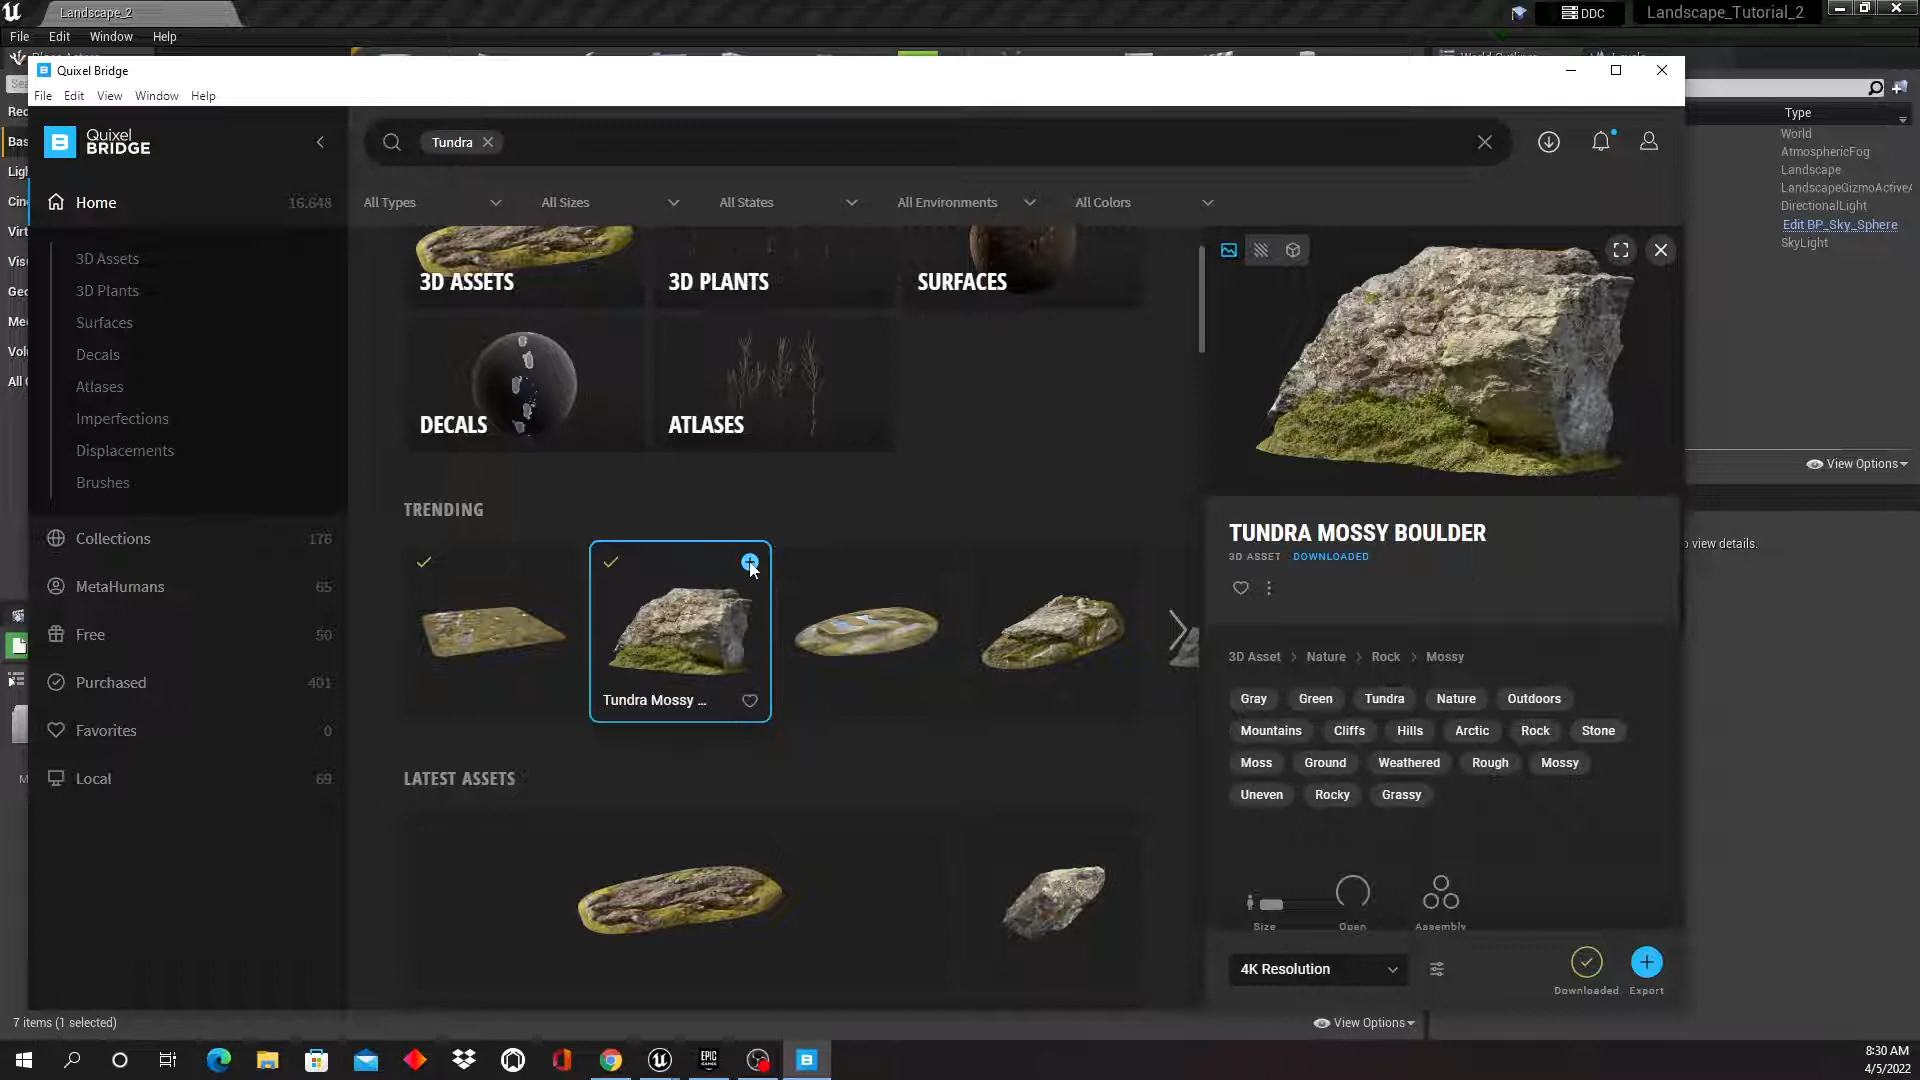 Landscape_2
DDC
Landscape_Tutorial_2
File Edit Window Help
Quixel Bridge
File Edit View Window Help
Quixel
BRIDGE
Tundra
Type
Home 16.648
All Types
All Sizes
All States
All Environments
All Colors
3D Assets
3D Plants
Surfaces
Decals
Atlases
Imperfections
Displacements
Brushes
Collections 176
MetaHumans 65
Free 50
Purchased 401
Favorites 0
Local 69
3D ASSETS
3D PLANTS
SURFACES
DECALS
ATLASES
TRENDING
Tundra Mossy ...
LATEST ASSETS
TUNDRA MOSSY BOULDER
3D ASSET DOWNLOADED
3D Asset > Nature > Rock > Mossy
Gray Green Tundra Nature Outdoors
Mountains Cliffs Hills Arctic Rock Stone
Moss Ground Weathered Rough Mossy
Uneven Rocky Grassy
Size Open Assembly
4K Resolution
Downloaded Export
World
AtmosphericFog
Landscape
LandscapeGizmoActive
DirectionalLight
Edit BP_Sky_Sphere
SkyLight
View Options
o view details.
7 items (1 selected)
View Options
EPIC
8:30 AM
4/5/2022